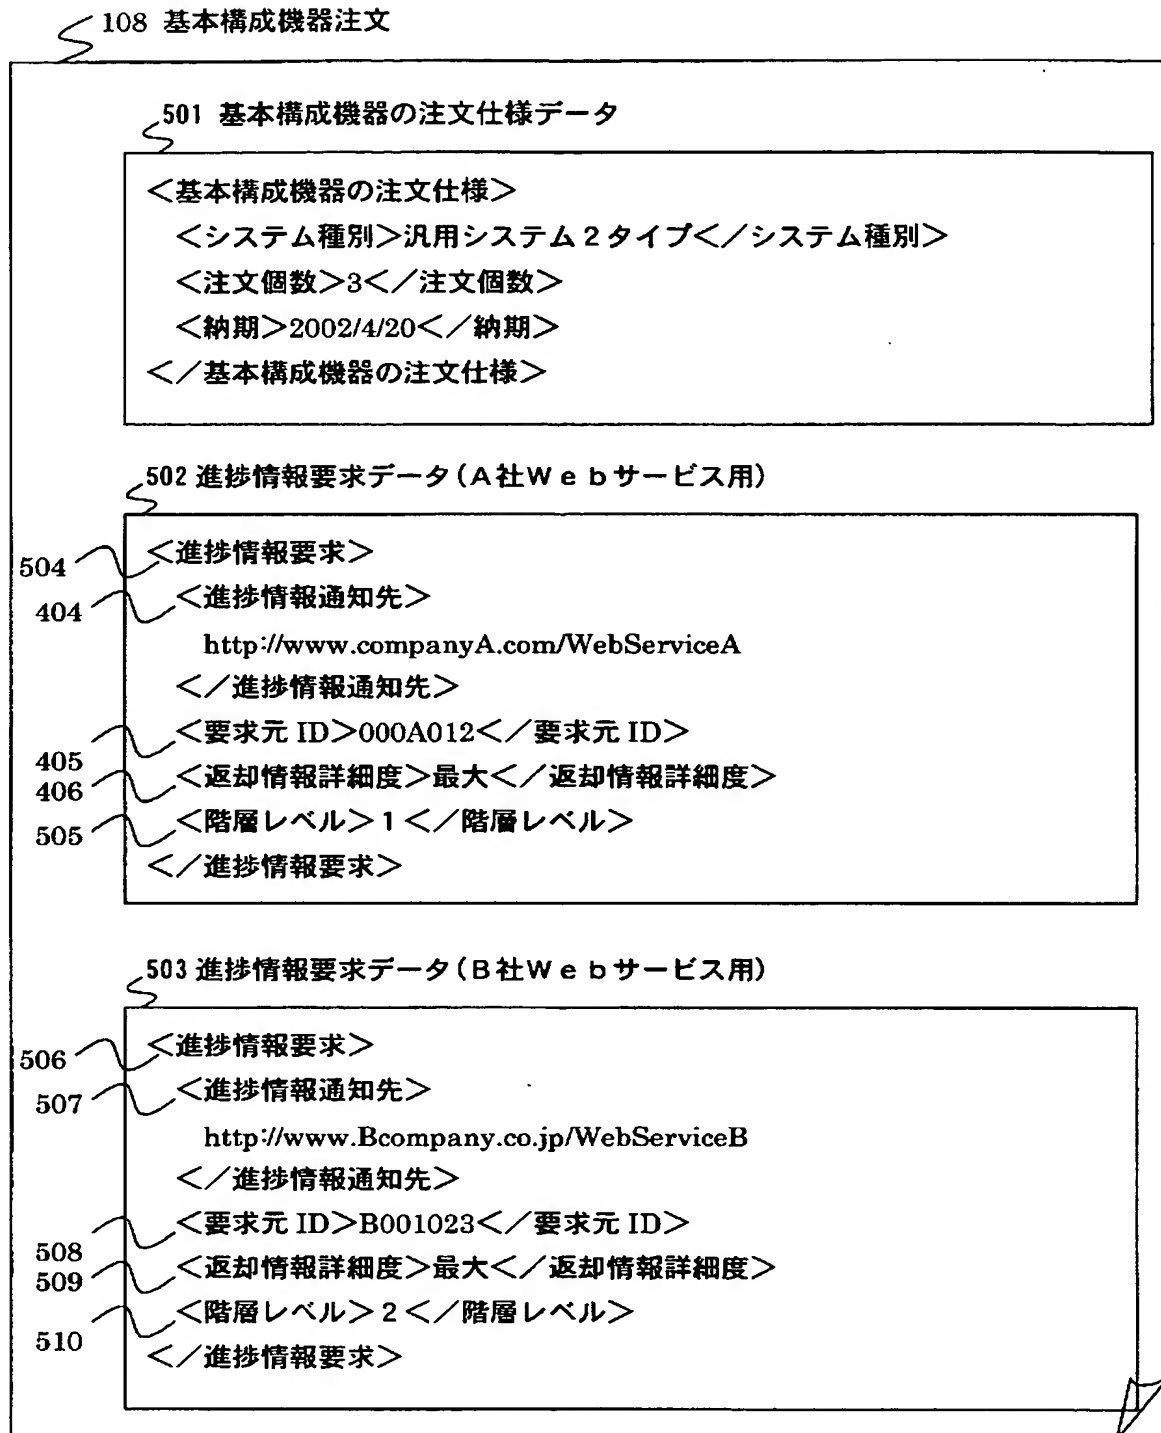 108 基本構成機器注文
501 基本構成機器の注文仕様データ
＜基本構成機器の注文仕様＞
＜システム種別＞汎用システム２タイプ＜／システム種別＞
＜注文個数＞3＜／注文個数＞
＜納期＞2002/4/20＜／納期＞
＜／基本構成機器の注文仕様＞
502 進捗情報要求データ（Ａ社Ｗｅｂサービス用）
504 ＜進捗情報要求＞
404 ＜進捗情報通知先＞
http://www.companyA.com/WebServiceA
＜／進捗情報通知先＞
405 ＜要求元 ID＞000A012＜／要求元 ID＞
406 ＜返却情報詳細度＞最大＜／返却情報詳細度＞
505 ＜階層レベル＞１＜／階層レベル＞
＜／進捗情報要求＞
503 進捗情報要求データ（Ｂ社Ｗｅｂサービス用）
506 ＜進捗情報要求＞
507 ＜進捗情報通知先＞
http://www.Bcompany.co.jp/WebServiceB
＜／進捗情報通知先＞
508 ＜要求元 ID＞B001023＜／要求元 ID＞
509 ＜返却情報詳細度＞最大＜／返却情報詳細度＞
510 ＜階層レベル＞２＜／階層レベル＞
＜／進捗情報要求＞